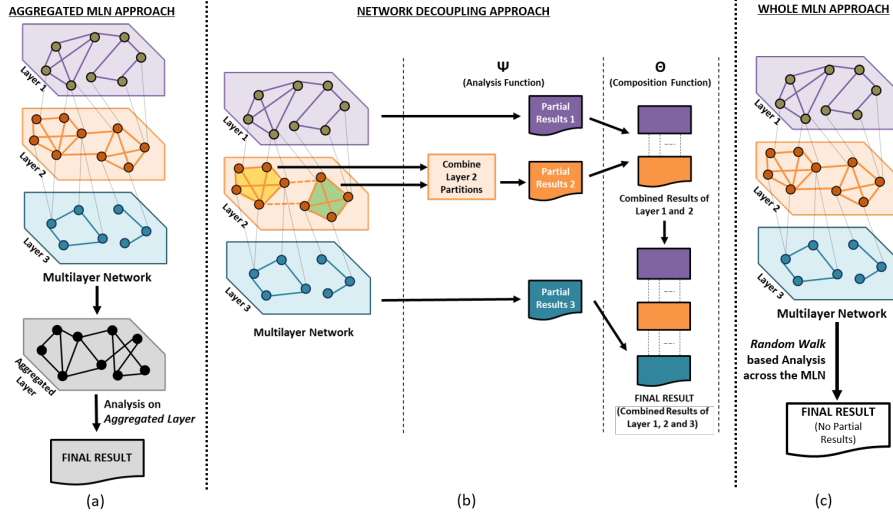 AGGREGATED MLN APPROACH
Layer 1
Layer 2
Layer 3
Multilayer Network
Aggregated
Layer
Analysis on
Aggregated Layer
FINAL RESULT
(a)
NETWORK DECOUPLING APPROACH
Ψ
(Analysis Function)
Θ
(Composition Function)
Layer 1
Layer 2
Layer 3
Multilayer Network
Combine
Layer 2
Partitions
Partial
Results 1
Partial
Results 2
Partial
Results 3
Combined Results of
Layer 1 and 2
FINAL RESULT
(Combined Results of
Layer 1, 2 and 3)
(b)
WHOLE MLN APPROACH
Layer 1
Layer 2
Layer 3
Multilayer Network
Random Walk
based Analysis
across the MLN
FINAL RESULT
(No Partial
Results)
(c)